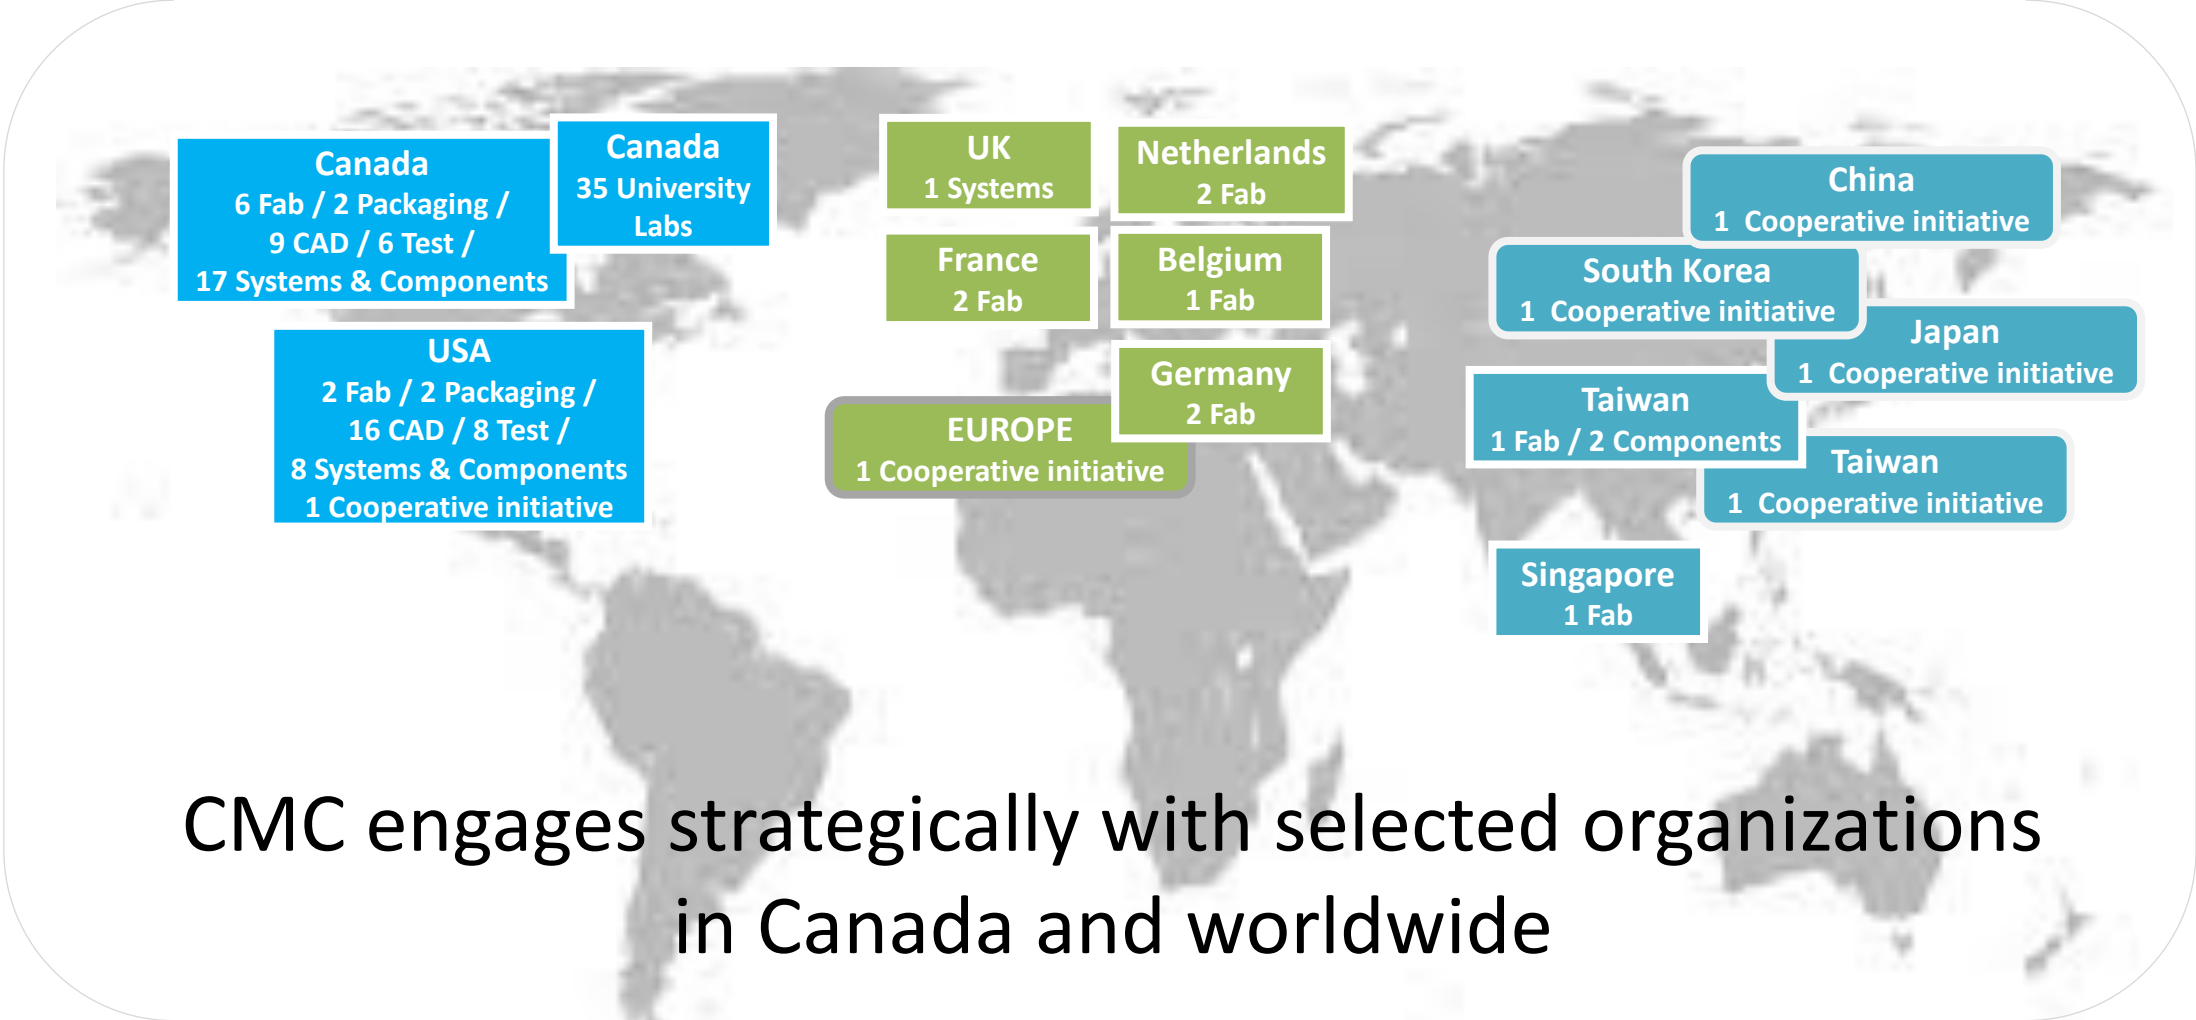 Canada
6 Fab / 2 Packaging /
9 CAD / 6 Test /
17 Systems & Components
Canada
35 University
Labs
USA
2 Fab / 2 Packaging /
16 CAD / 8 Test /
8 Systems & Components
1 Cooperative initiative
UK
1 Systems
Netherlands
2 Fab
France
2 Fab
Belgium
1 Fab
Germany
2 Fab
EUROPE
1 Cooperative initiative
China
1 Cooperative initiative
South Korea
1 Cooperative initiative
Japan
1 Cooperative initiative
Taiwan
1 Fab / 2 Components
Taiwan
1 Cooperative initiative
Singapore
1 Fab
CMC engages strategically with selected organizations
in Canada and worldwide